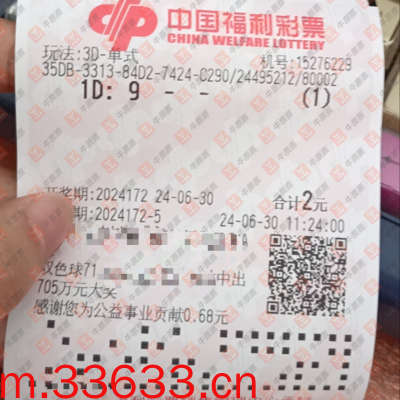 中国福利彩票
CHINA WELFARE LOTTERY
玩法:3D-单式 机号:15276229
35DB-3313-84D2-7424-C290/24495212/80002
1D: 9 - - (1)
开奖期:2024172 24-06-30 合计2元
期:2024172-5 24-06-30 11:24:00
双色球71 中出
705万元大奖
感谢您为公益事业贡献0.68元
m.33633.cn